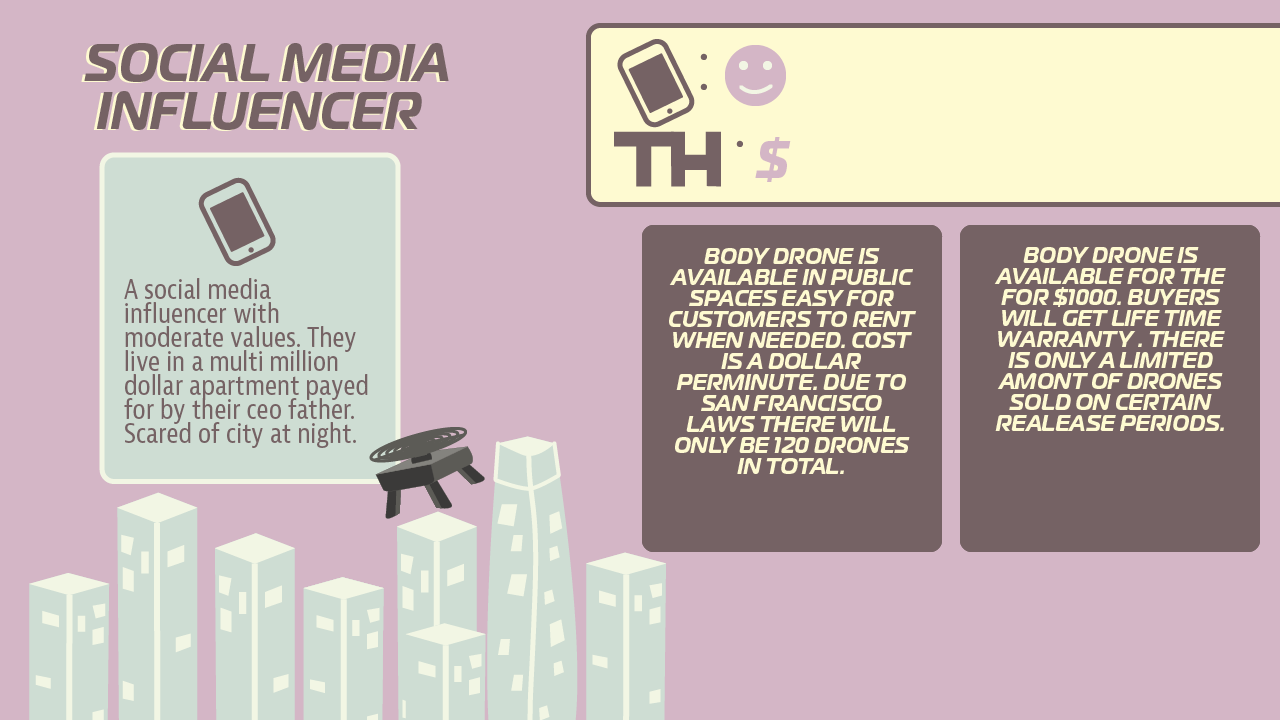 SOCIAL MEDIA
INFLUENCER
A social media
influencer with
moderate values. They
live in a multi million
dollar apartment payed
for by their ceo father.
Scared of city at night.
:
TH : $
BODY DRONE IS
AVAILABLE IN PUBLIC
SPACES EASY FOR
CUSTOMERS TO RENT
WHEN NEEDED. COST
IS A DOLLAR
PERMINUTE. DUE TO
SAN FRANCISCO
LAWS THERE WILL
ONLY BE 120 DRONES
IN TOTAL.
BODY DRONE IS
AVAILABLE FOR THE
FOR $1000. BUYERS
WILL GET LIFE TIME
WARRANTY . THERE
IS ONLY A LIMITED
AMONT OF DRONES
SOLD ON CERTAIN
REALEASE PERIODS.